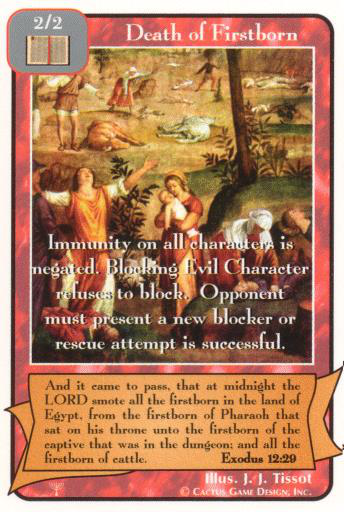 2/2
Death of Firstborn
Immunity on all characters is
negated. Blocking Evil Character
refuses to block. Opponent
must present a new blocker or
rescue attempt is successful.
And it came to pass, that at midnight the
LORD smote all the firstborn in the land of
Egypt, from the firstborn of Pharaoh that
sat on his throne unto the firstborn of the
captive that was in the dungeon; and all the
firstborn of cattle. Exodus 12:29
Illus. J. J. Tissot
© Cactus Game Design, Inc.